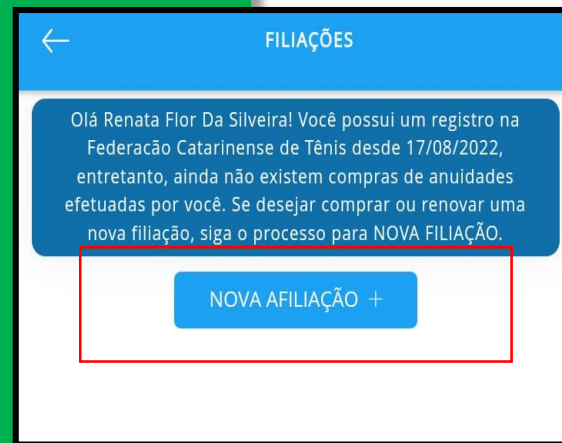 FILIAÇÕES
Olá Renata Flor Da Silveira! Você possui um registro na
Federacão Catarinense de Tênis desde 17/08/2022,
entretanto, ainda não existem compras de anuidades
efetuadas por você. Se desejar comprar ou renovar uma
nova filiação, siga o processo para NOVA FILIAÇÃO.
NOVA AFILIAÇÃO +